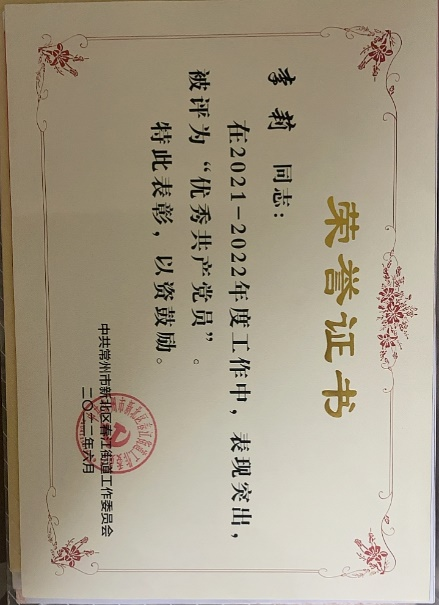 荣誉证书
李莉 同志：
在2021-2022年度工作中，表现突出，
被评为“优秀共产党员”。
特此表彰，以资鼓励。
中共常州市新北区春江街道工作委员会
二〇二二年六月